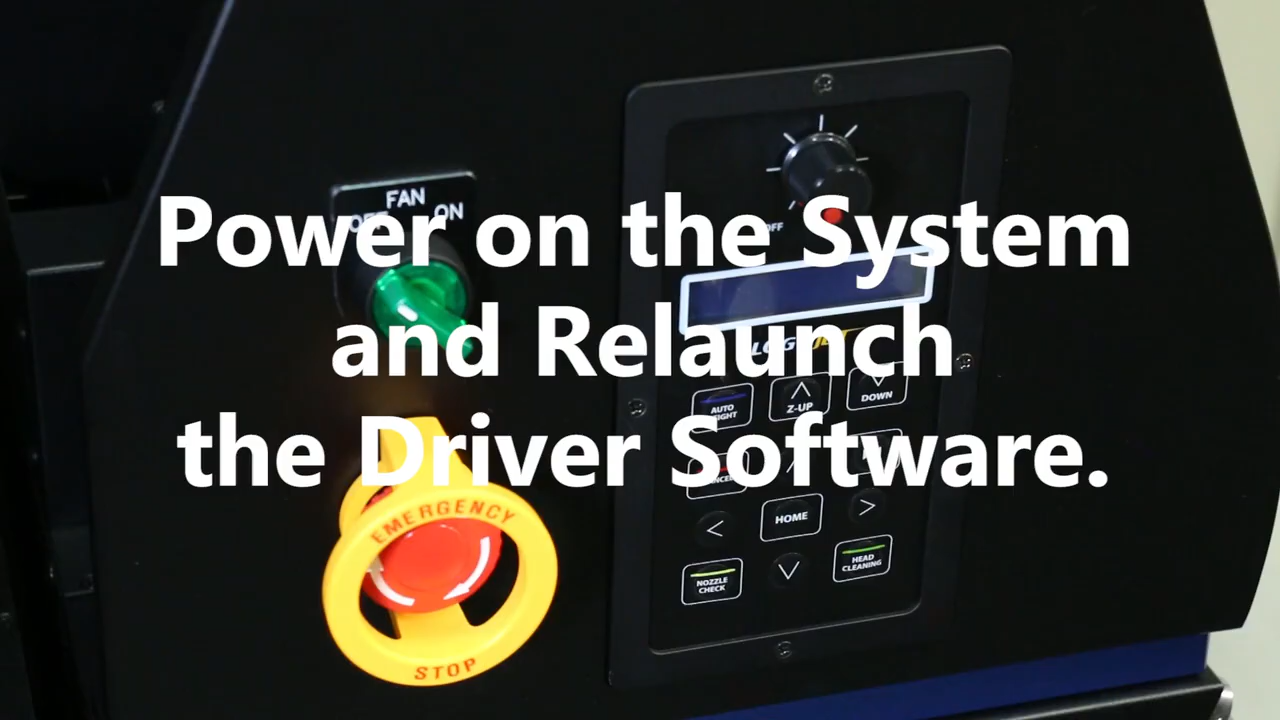 Power on the System
and Relaunch
the Driver Software.
FAN
OFF ON
OFF
AUTO
Z-UP
DOWN
HOME
NOZZLE
CHECK
HEAD
CLEANING
EMERGENCY
STOP